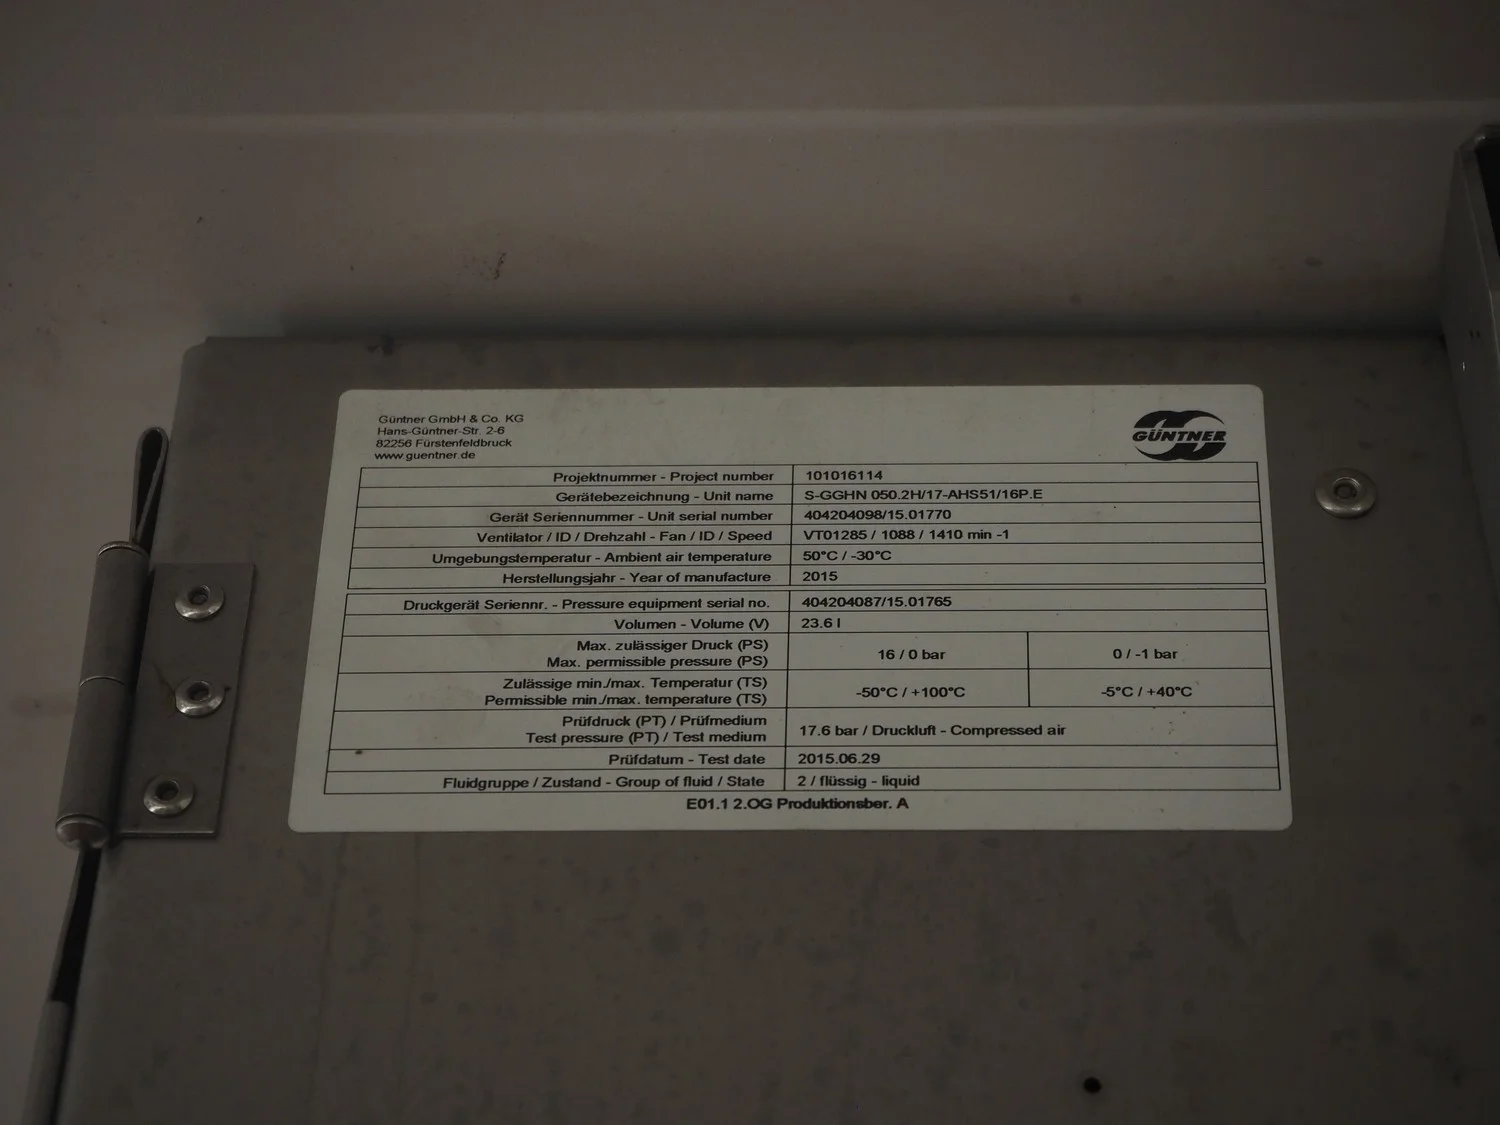 Güntner GmbH & Co. KG
Hans-Güntner-Str. 2-6
82256 Fürstenfeldbruck
www.guentner.de
GÜNTNER
Projektnummer - Project number 101016114
Gerätebezeichnung - Unit name S-GGHN 050.2H/17-AHS51/16P.E
Gerät Seriennummer - Unit serial number 404204098/15.01770
Ventilator / ID / Drehzahl - Fan / ID / Speed VT01285 / 1088 / 1410 min -1
Umgebungstemperatur - Ambient air temperature 50°C / -30°C
Herstellungsjahr - Year of manufacture 2015
Druckgerät Seriennr. - Pressure equipment serial no. 404204087/15.01765
Volumen - Volume (V) 23.6 l
Max. zulässiger Druck (PS)
Max. permissible pressure (PS) 16 / 0 bar 0 / -1 bar
Zulässige min./max. Temperatur (TS)
Permissible min./max. temperature (TS) -50°C / +100°C -5°C / +40°C
Prüfdruck (PT) / Prüfmedium
Test pressure (PT) / Test medium 17.6 bar / Druckluft - Compressed air
Prüfdatum - Test date 2015.06.29
Fluidgruppe / Zustand - Group of fluid / State 2 / flüssig - liquid
E01.1 2.OG Produktionsber. A